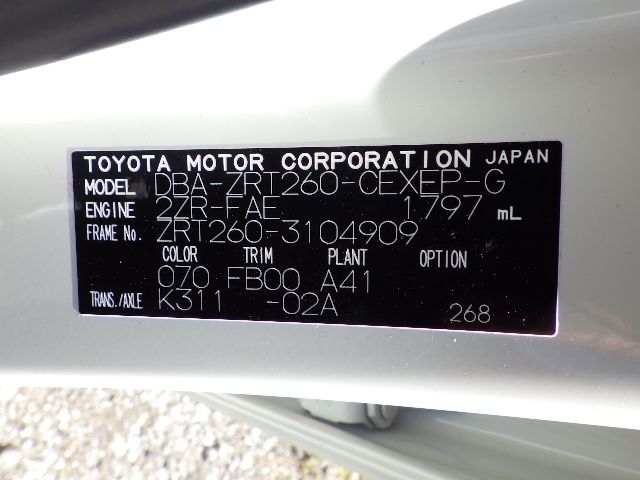 TOYOTA MOTOR CORPORATION JAPAN
MODEL DBA-ZRT260-CEXEP-G
ENGINE 2ZR-FAE 1.797 mL
FRAME No. ZRT260-3104909
COLOR TRIM PLANT OPTION
070 FB00 A41
TRANS./AXLE K311 -02A 268